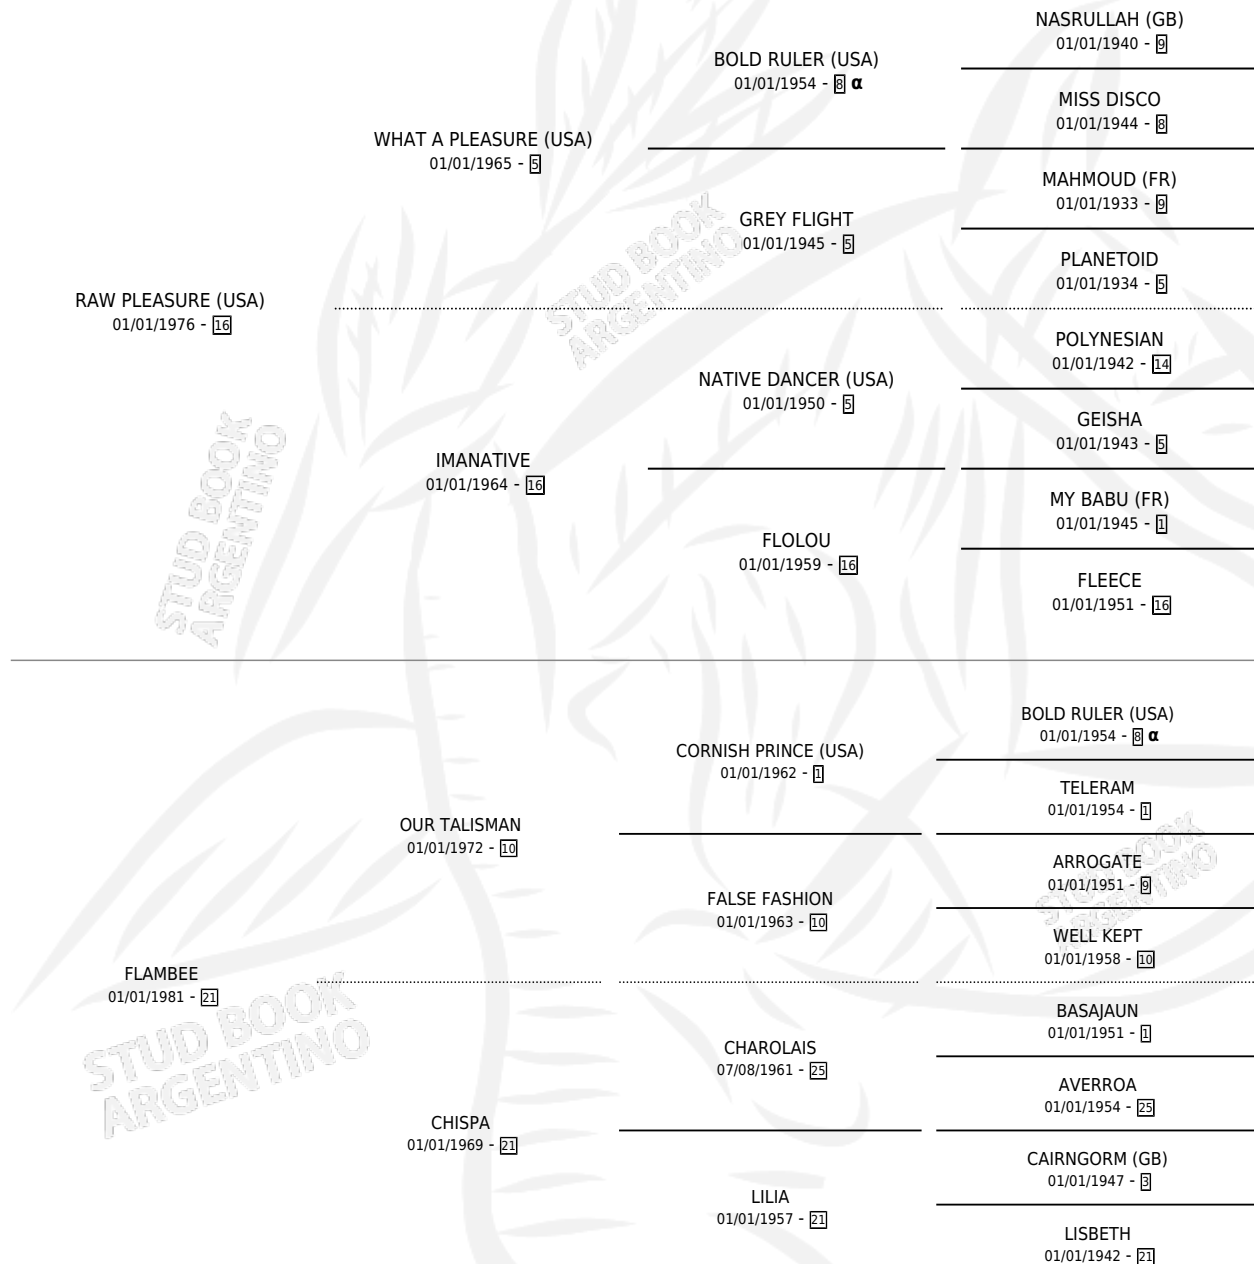 NASRULLAH (GB)
01/01/1940 - 9
BOLD RULER (USA)
01/01/1954 - 8 α
MISS DISCO
01/01/1944 - 8
WHAT A PLEASURE (USA)
01/01/1965 - 5
MAHMOUD (FR)
01/01/1933 - 9
GREY FLIGHT
01/01/1945 - 5
PLANETOID
01/01/1934 - 5
STUD BOOK
ARGENTINO
RAW PLEASURE (USA)
01/01/1976 - 16
POLYNESIAN
01/01/1942 - 14
NATIVE DANCER (USA)
01/01/1950 - 5
GEISHA
01/01/1943 - 5
IMANATIVE
01/01/1964 - 16
MY BABU (FR)
01/01/1945 - 1
FLOLOU
01/01/1959 - 16
FLEECE
01/01/1951 - 16
STUD BOOK
ARGENTINO
BOLD RULER (USA)
01/01/1954 - 8 α
CORNISH PRINCE (USA)
01/01/1962 - 1
TELERAM
01/01/1954 - 1
OUR TALISMAN
01/01/1972 - 10
ARROGATE
01/01/1951 - 9
FALSE FASHION
01/01/1963 - 10
WELL KEPT
01/01/1958 - 10
STUD BOOK
ARGENTINO
FLAMBEE
01/01/1981 - 21
BASAJAUN
01/01/1951 - 1
CHAROLAIS
07/08/1961 - 25
AVERROA
01/01/1954 - 25
STUD BOOK
ARGENTINO
CHISPA
01/01/1969 - 21
CAIRNGORM (GB)
01/01/1947 - 3
LILIA
01/01/1957 - 21
LISBETH
01/01/1942 - 21